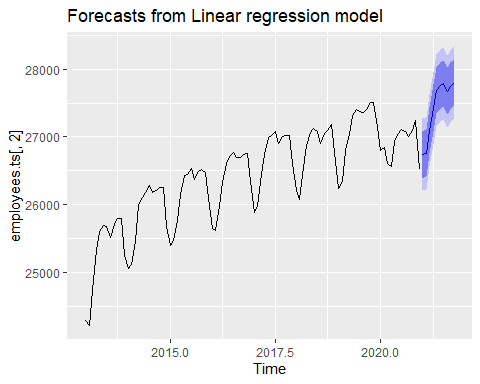 Forecasts from Linear regression model
28000
27000
26000
25000
employees.ts[, 2]
2015.0
2017.5
2020.0
Time